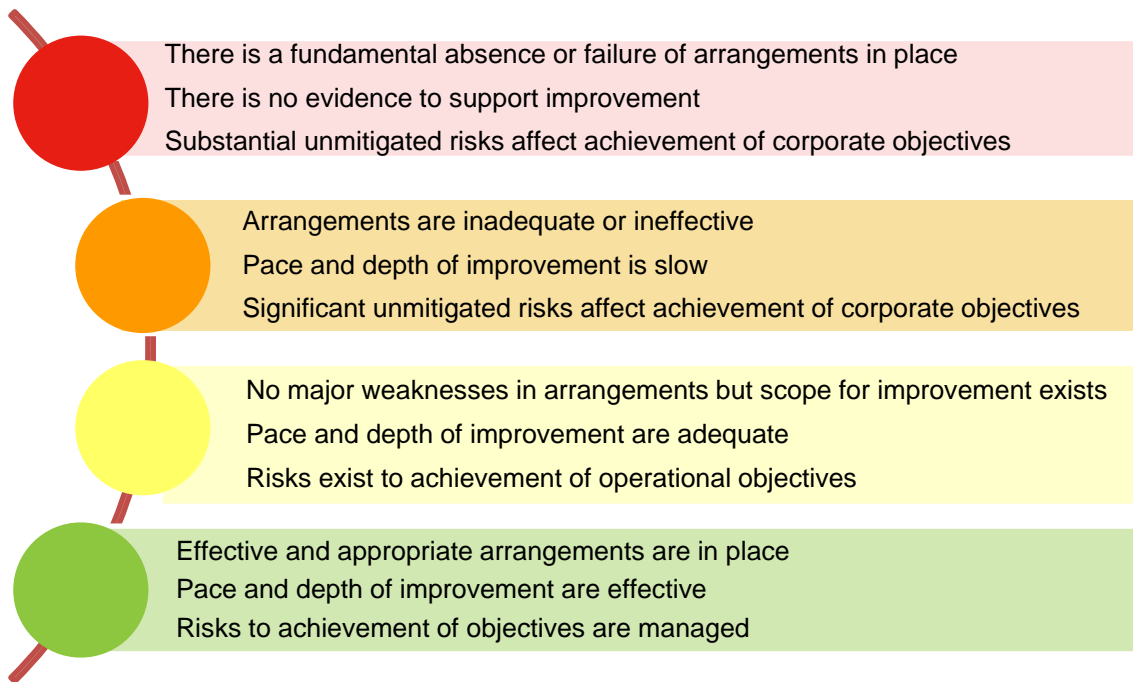 There is a fundamental absence or failure of arrangements in place
There is no evidence to support improvement
Substantial unmitigated risks affect achievement of corporate objectives
Arrangements are inadequate or ineffective
Pace and depth of improvement is slow
Significant unmitigated risks affect achievement of corporate objectives
No major weaknesses in arrangements but scope for improvement exists
Pace and depth of improvement are adequate
Risks exist to achievement of operational objectives
Effective and appropriate arrangements are in place
Pace and depth of improvement are effective
Risks to achievement of objectives are managed